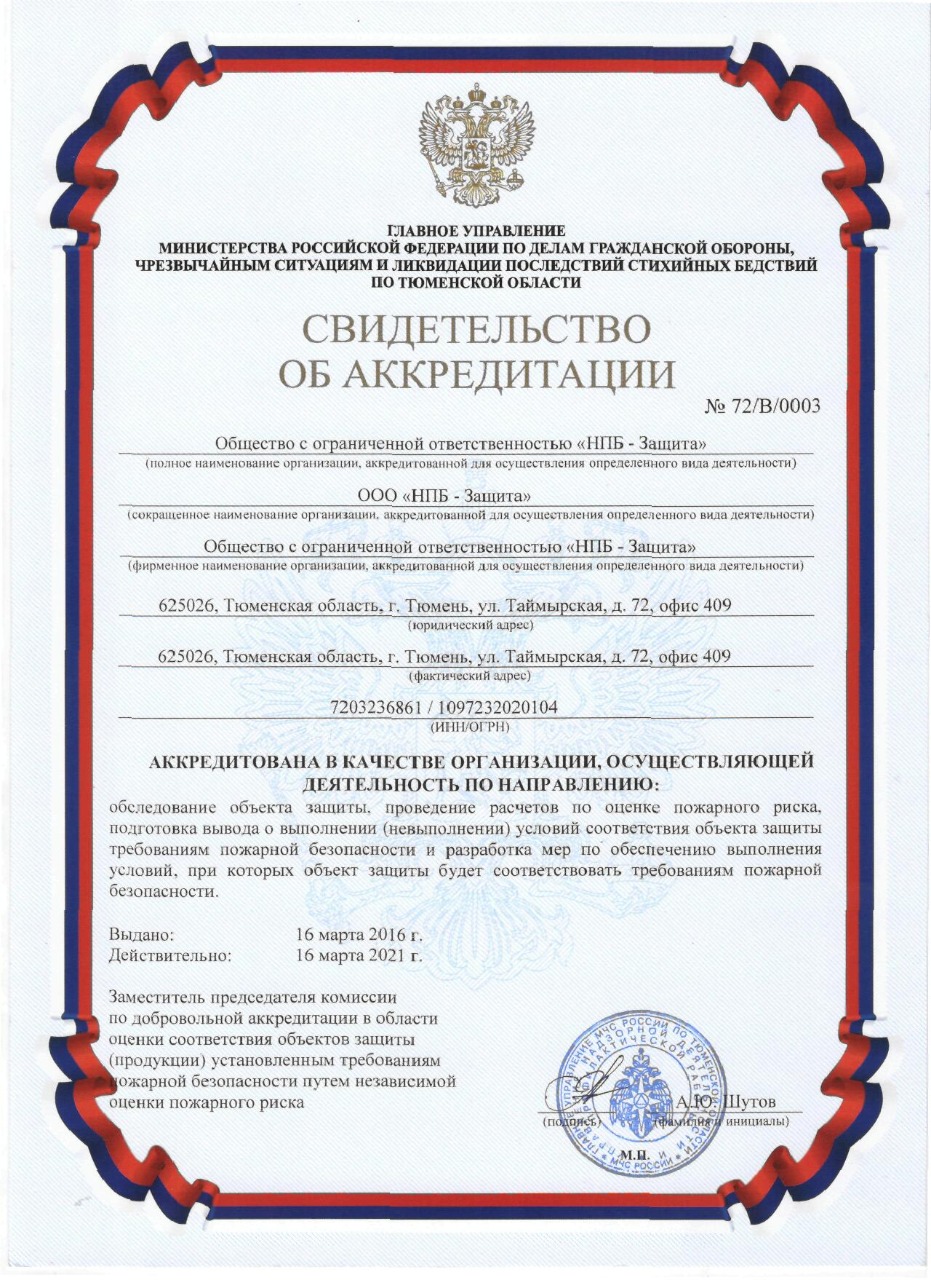 ГЛАВНОЕ УПРАВЛЕНИЕ
МИНИСТЕРСТВА РОССИЙСКОЙ ФЕДЕРАЦИИ ПО ДЕЛАМ ГРАЖДАНСКОЙ ОБОРОНЫ,
ЧРЕЗВЫЧАЙНЫМ СИТУАЦИЯМ И ЛИКВИДАЦИИ ПОСЛЕДСТВИЙ СТИХИЙНЫХ БЕДСТВИЙ
ПО ТЮМЕНСКОЙ ОБЛАСТИ
СВИДЕТЕЛЬСТВО
ОБ АККРЕДИТАЦИИ
№ 72/В/0003
Общество с ограниченной ответственностью «НПБ - Защита»
(полное наименование организации, аккредитованной для осуществления определенного вида деятельности)
ООО «НПБ - Защита»
(сокращенное наименование организации, аккредитованной для осуществления определенного вида деятельности)
Общество с ограниченной ответственностью «НПБ - Защита»
(фирменное наименование организации, аккредитованной для осуществления определенного вида деятельности)
625026, Тюменская область, г. Тюмень, ул. Таймырская, д. 72, офис 409
(юридический адрес)
625026, Тюменская область, г. Тюмень, ул. Таймырская, д. 72, офис 409
(фактический адрес)
7203236861 / 1097232020104
(ИНН/ОГРН)
АККРЕДИТОВАНА В КАЧЕСТВЕ ОРГАНИЗАЦИИ, ОСУЩЕСТВЛЯЮЩЕЙ
ДЕЯТЕЛЬНОСТЬ ПО НАПРАВЛЕНИЮ:
обследование объекта защиты, проведение расчетов по оценке пожарного риска,
подготовка вывода о выполнении (невыполнении) условий соответствия объекта защиты
требованиям пожарной безопасности и разработка мер по обеспечению выполнения
условий, при которых объект защиты будет соответствовать требованиям пожарной
безопасности.
Выдано: 16 марта 2016 г.
Действительно: 16 марта 2021 г.
Заместитель председателя комиссии
по добровольной аккредитации в области
оценки соответствия объектов защиты
(продукции) установленным требованиям
пожарной безопасности путем независимой
оценки пожарного риска
А.Ю. Шутов
(подпись) (фамилия и инициалы)
М.П.
ГЛАВНОЕ УПРАВЛЕНИЕ МЧС РОССИИ ПО ТЮМЕНСКОЙ ОБЛАСТИ
МЧС РОССИИ